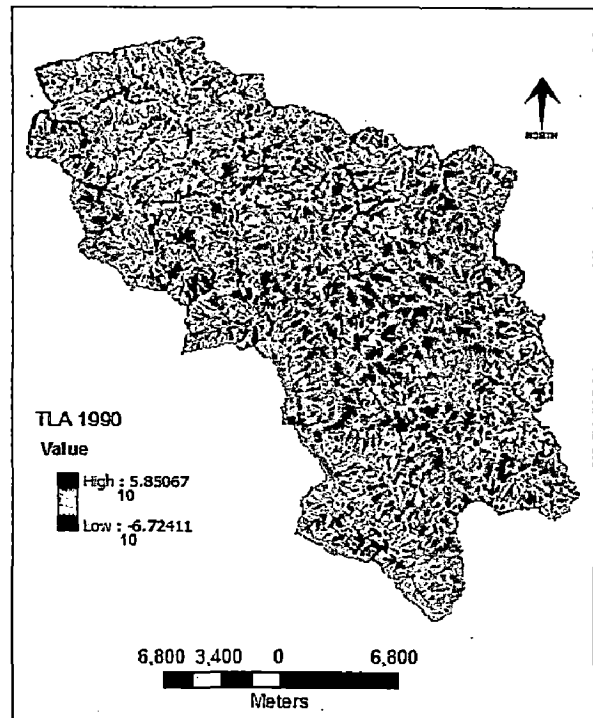 TLA 1990
Value
High : 5.85067
10
Low : -6.72411
10
6,800 3,400 0 6,800
Meters